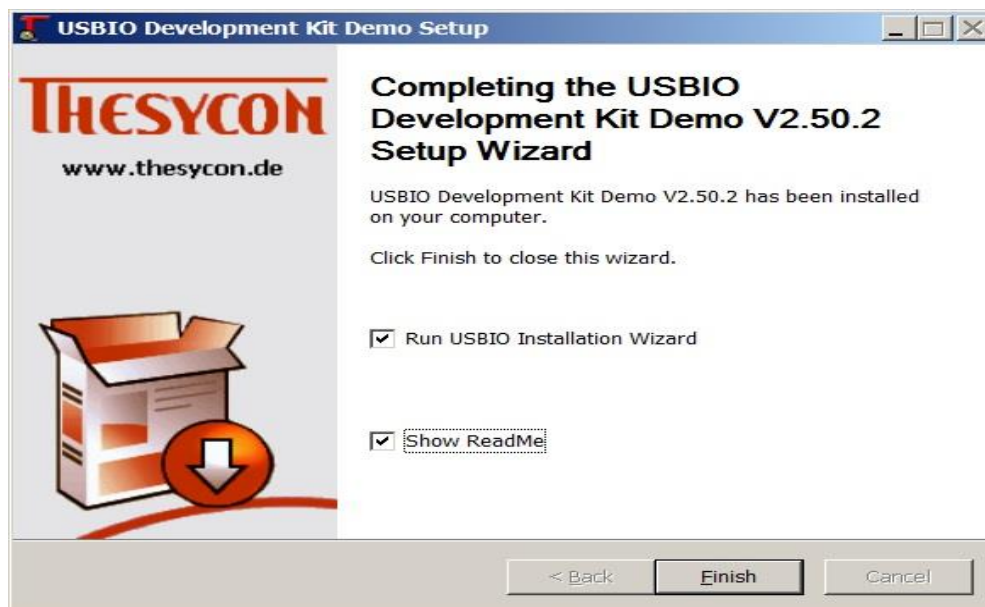 USBIO Development Kit Demo Setup
THESYCON
www.thesycon.de
Completing the USBIO
Development Kit Demo V2.50.2
Setup Wizard
USBIO Development Kit Demo V2.50.2 has been installed
on your computer.
Click Finish to close this wizard.
Run USBIO Installation Wizard
Show ReadMe
< Back
Finish
Cancel